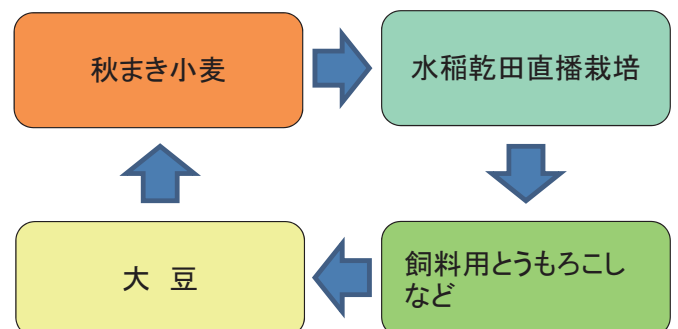 秋まき小麦
水稲乾田直播栽培
大 豆
飼料用とうもろこし
など